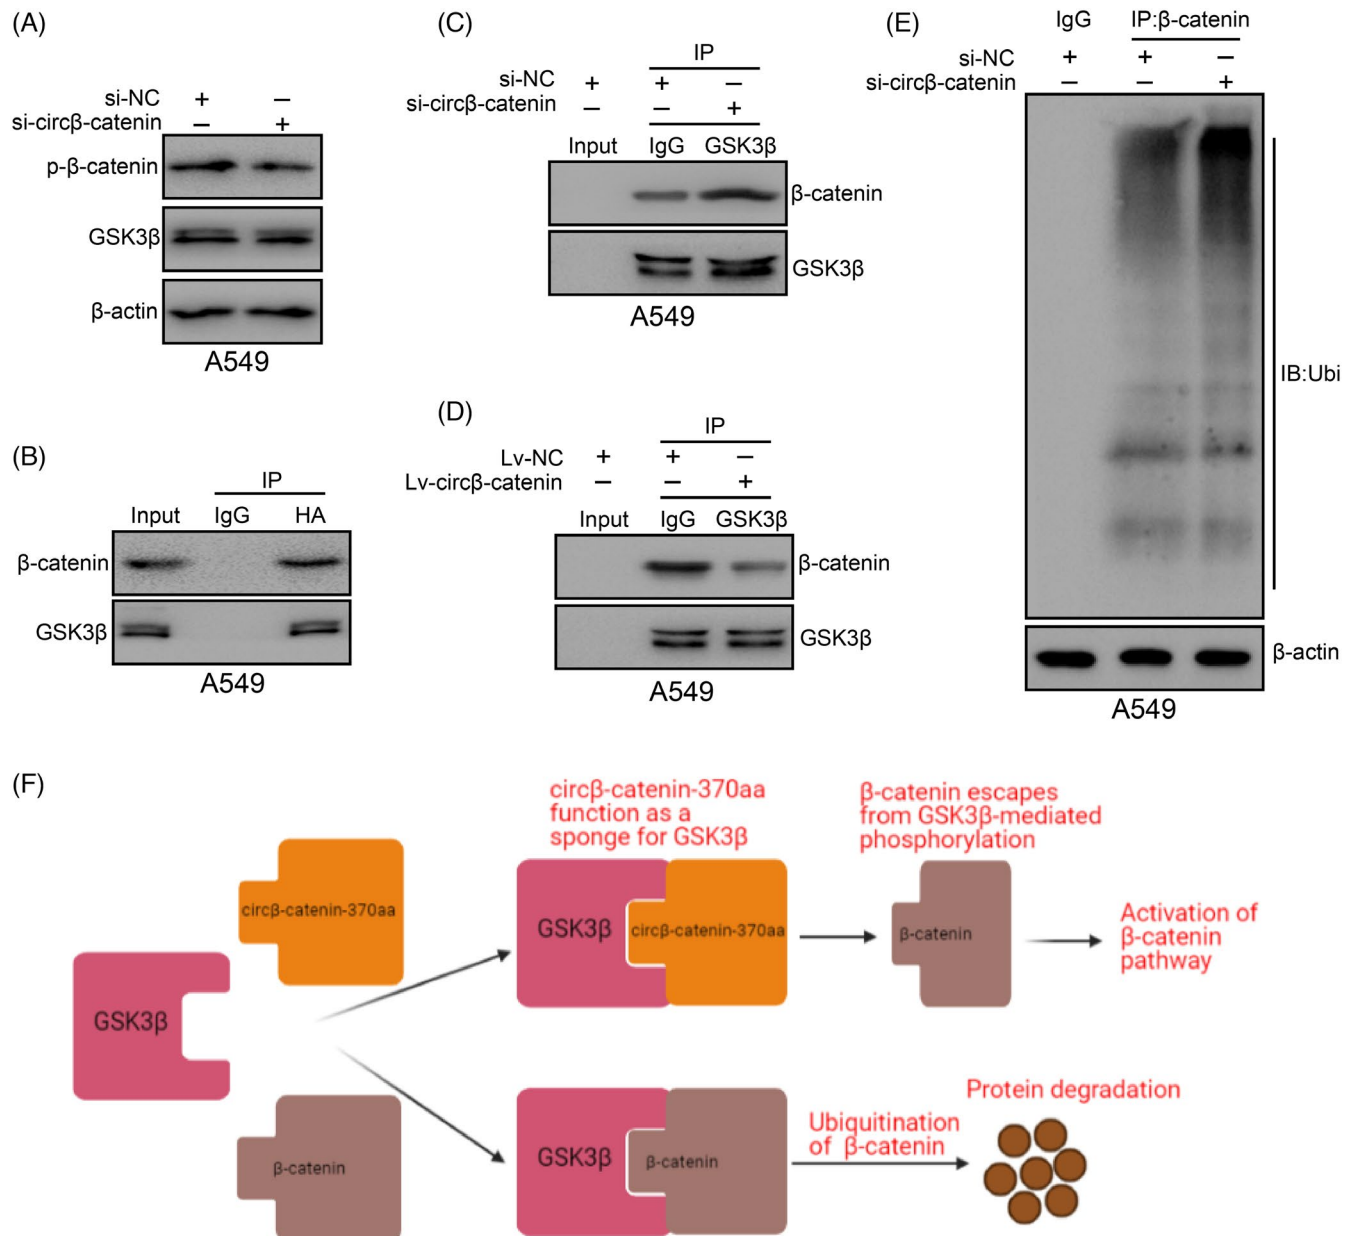 (A)
si-NC + −
si-circβ-catenin − +
p-β-catenin
GSK3β
β-actin
A549
(B)
IP
Input IgG HA
β-catenin
GSK3β
A549
(C)
IP
si-NC + + −
si-circβ-catenin − − +
Input IgG GSK3β
β-catenin
GSK3β
A549
(D)
IP
Lv-NC + + −
Lv-circβ-catenin − − +
Input IgG GSK3β
β-catenin
GSK3β
A549
(E)
IgG IP:β-catenin
si-NC + + −
si-circβ-catenin − − +
IB:Ubi
β-actin
A549
(F)
GSK3β
circβ-catenin-370aa
β-catenin
circβ-catenin-370aa
function as a
sponge for GSK3β
GSK3β circβ-catenin-370aa
β-catenin escapes
from GSK3β-mediated
phosphorylation
β-catenin
Activation of
β-catenin
pathway
GSK3β β-catenin
Ubiquitination
of β-catenin
Protein degradation